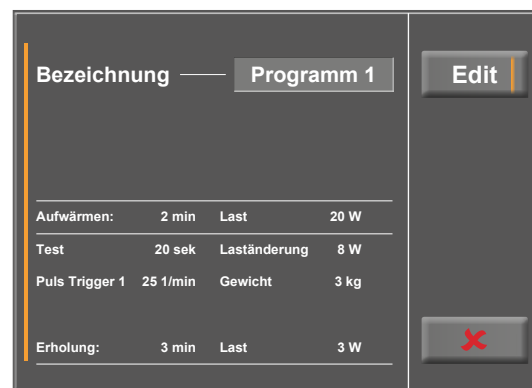 Bezeichnung Programm 1 Edit
Aufwärmen: 2 min Last 20 W
Test 20 sek Laständerung 8 W
Puls Trigger 1 25 1/min Gewicht 3 kg
Erholung: 3 min Last 3 W